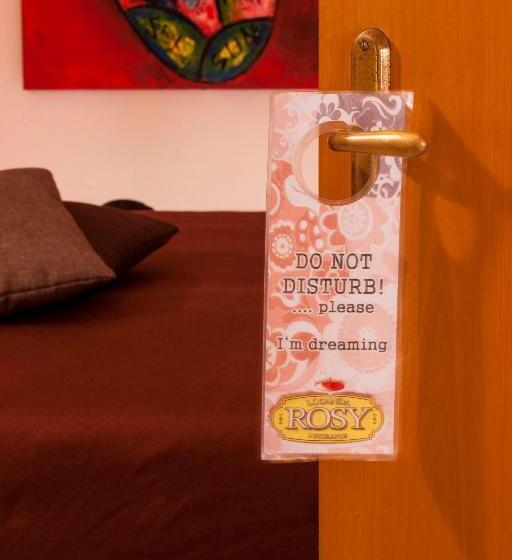 DO NOT
DISTURB!
.... please
I'm dreaming
LOCANDA
ROSY